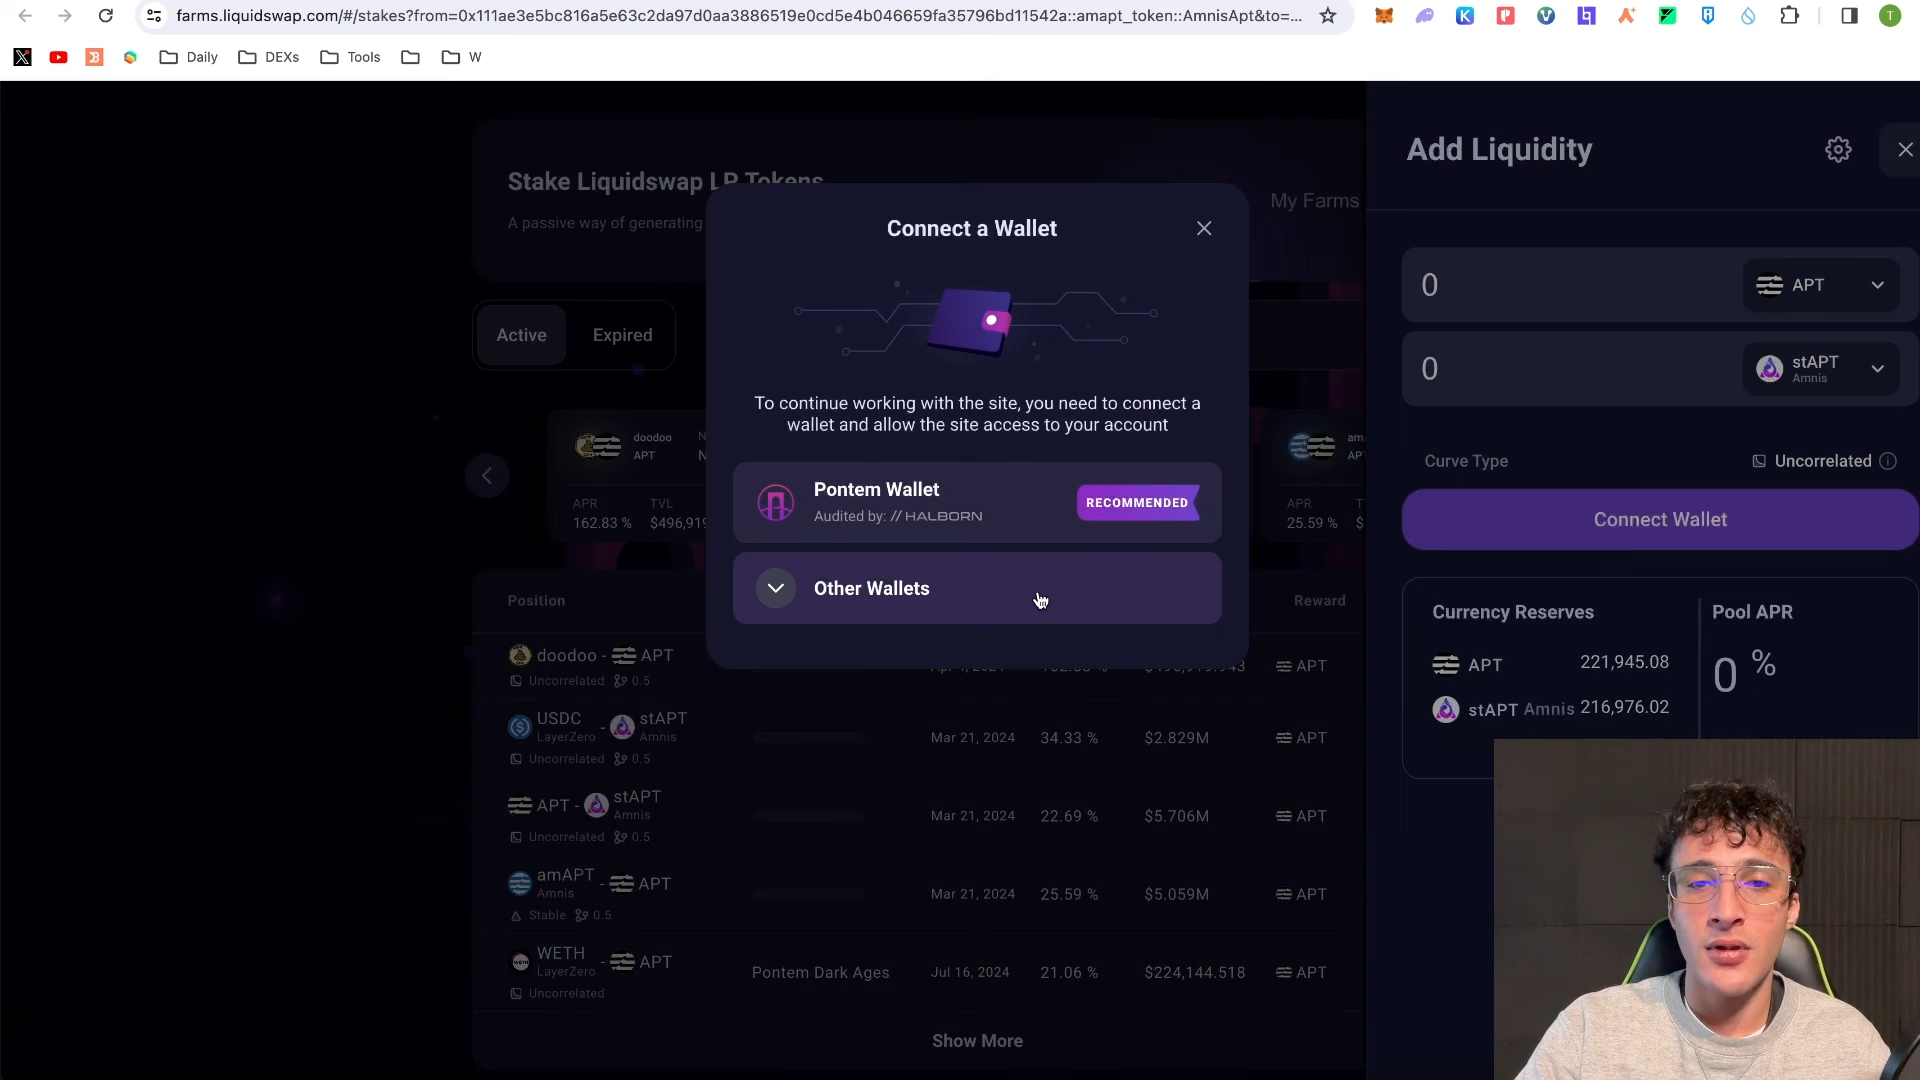 farms.liquidswap.com/#/stakes?from=0x111ae3e5bc816a5e63c2da97d0aa3886519e0cd5e4b046659fa35796bd11542a::amapt_token::AmnisApt&to=...
T
Daily
DEXs
Tools
W
Stake Liquidswap LP Tokens
A passive way of generating
My Farms
Active
Expired
doodoo
APT
APR
162.83 %
TVL
$496,919
APR
25.59 %
Connect a Wallet
To continue working with the site, you need to connect a
wallet and allow the site access to your account
Pontem Wallet
Audited by: // HALBORN
RECOMMENDED
Other Wallets
Position
Reward
doodoo - APT
Uncorrelated 0.5
APT
USDC - stAPT
LayerZero Amnis
Uncorrelated 0.5
Mar 21, 2024 34.33 % $2.829M APT
APT - stAPT
Amnis
Uncorrelated 0.5
Mar 21, 2024 22.69 % $5.706M APT
amAPT - APT
Amnis
Stable 0.5
Mar 21, 2024 25.59 % $5.059M APT
WETH - APT
LayerZero
Uncorrelated
Pontem Dark Ages Jul 16, 2024 21.06 % $224,144.518 APT
Show More
Add Liquidity
0 APT
0 stAPT
Amnis
Curve Type Uncorrelated
Connect Wallet
Currency Reserves
APT 221,945.08
stAPT Amnis 216,976.02
Pool APR
0 %